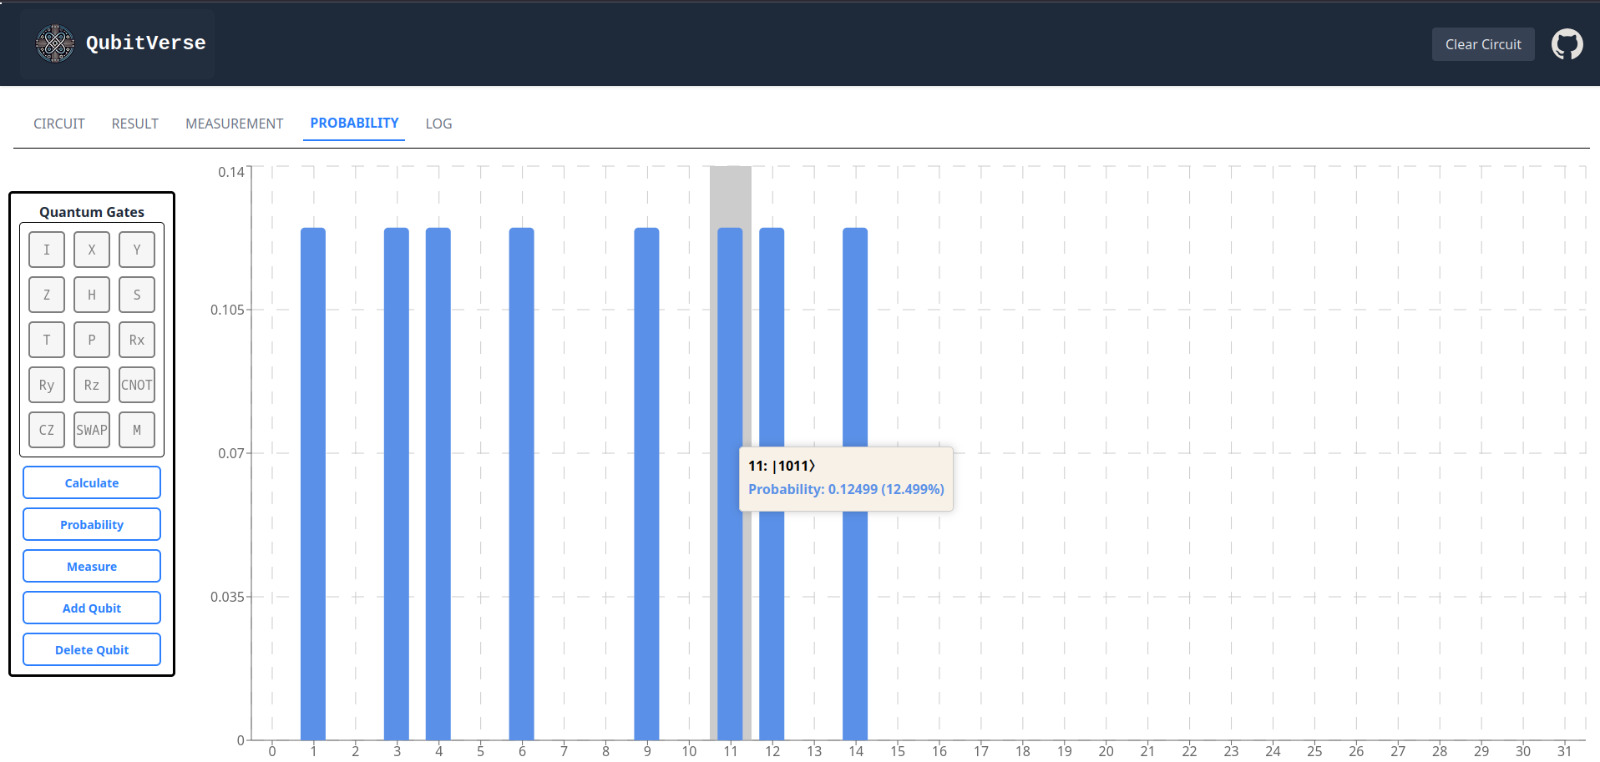 QubitVerse
Clear Circuit
CIRCUIT RESULT MEASUREMENT PROBABILITY LOG
Quantum Gates
I X Y
Z H S
T P Rx
Ry Rz CNOT
CZ SWAP M
Calculate
Probability
Measure
Add Qubit
Delete Qubit
0.14
0.105
0.07
0.035
0
11: |1011⟩
Probability: 0.12499 (12.499%)
0 1 2 3 4 5 6 7 8 9 10 11 12 13 14 15 16 17 18 19 20 21 22 23 24 25 26 27 28 29 30 31